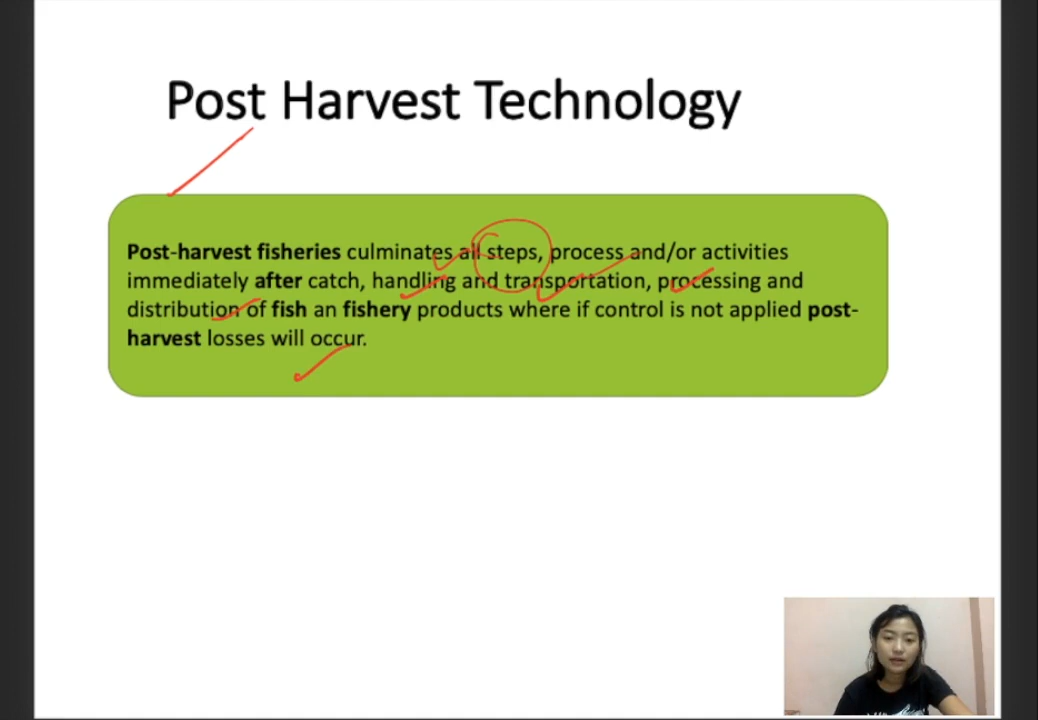 Post Harvest Technology
Post-harvest fisheries culminates all steps, process and/or activities
immediately after catch, handling and transportation, processing and
distribution of fish an fishery products where if control is not applied post-
harvest losses will occur.